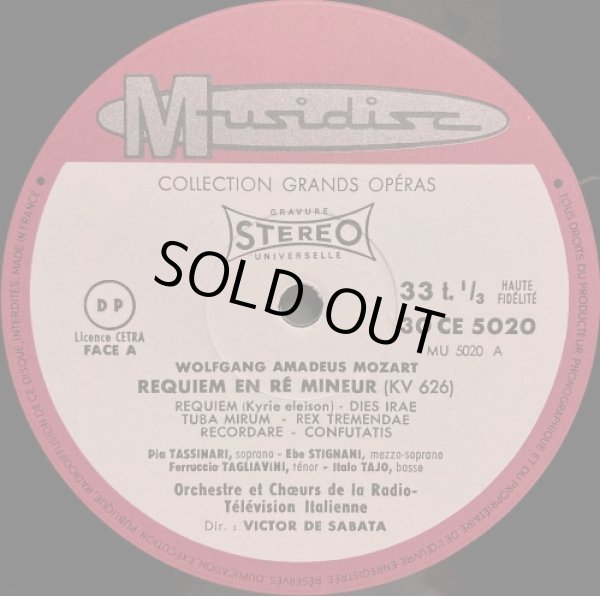 Musidisc
COLLECTION GRANDS OPÉRAS
GRAVURE
STEREO
UNIVERSELLE
SOLD OUT
DP
Licence CETRA
FACE A
33 t. 1/3 HAUTE FIDÉLITÉ
30 CE 5020
MU 5020 A
WOLFGANG AMADEUS MOZART
REQUIEM EN RÉ MINEUR (KV 626)
REQUIEM (Kyrie eleison) - DIES IRAE
TUBA MIRUM - REX TREMENDAE
RECORDARE - CONFUTATIS
Pia TASSINARI, soprano - Ebe STIGNANI, mezzo-soprano
Ferruccio TAGLIAVINI, ténor - Italo TAJO, basse
Orchestre et Chœurs de la Radio-
Télévision Italienne
Dir. : VICTOR DE SABATA
TOUS DROITS DU PRODUCTEUR PHONOGRAPHIQUE ET DU PROPRIÉTAIRE DE L'ŒUVRE ENREGISTRÉE RÉSERVÉS, DUPLICATION, EXÉCUTION PUBLIQUE, RADIODIFFUSION DE CE DISQUE INTERDITES. MADE IN FRANCE